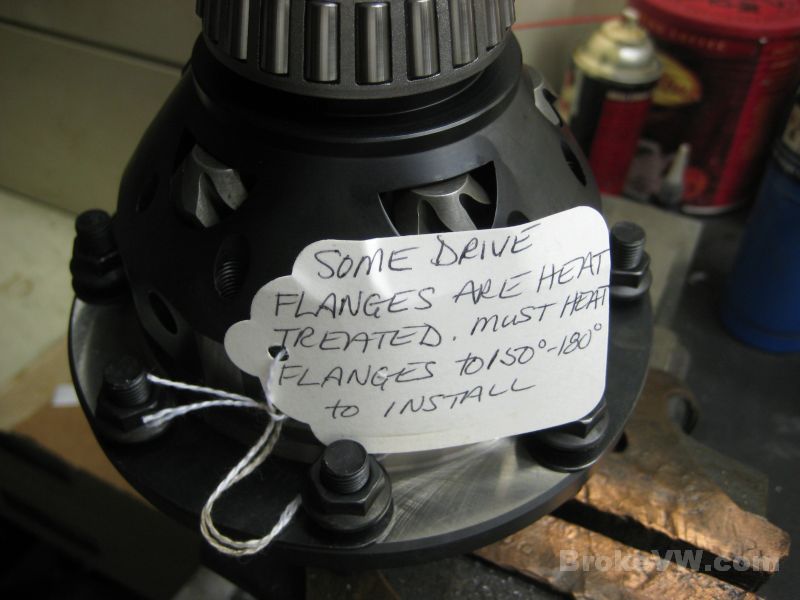 SOME DRIVE
FLANGES ARE HEAT
TREATED. MUST HEAT
FLANGES to 150°-180°
to INSTALL
BrokeVW.com